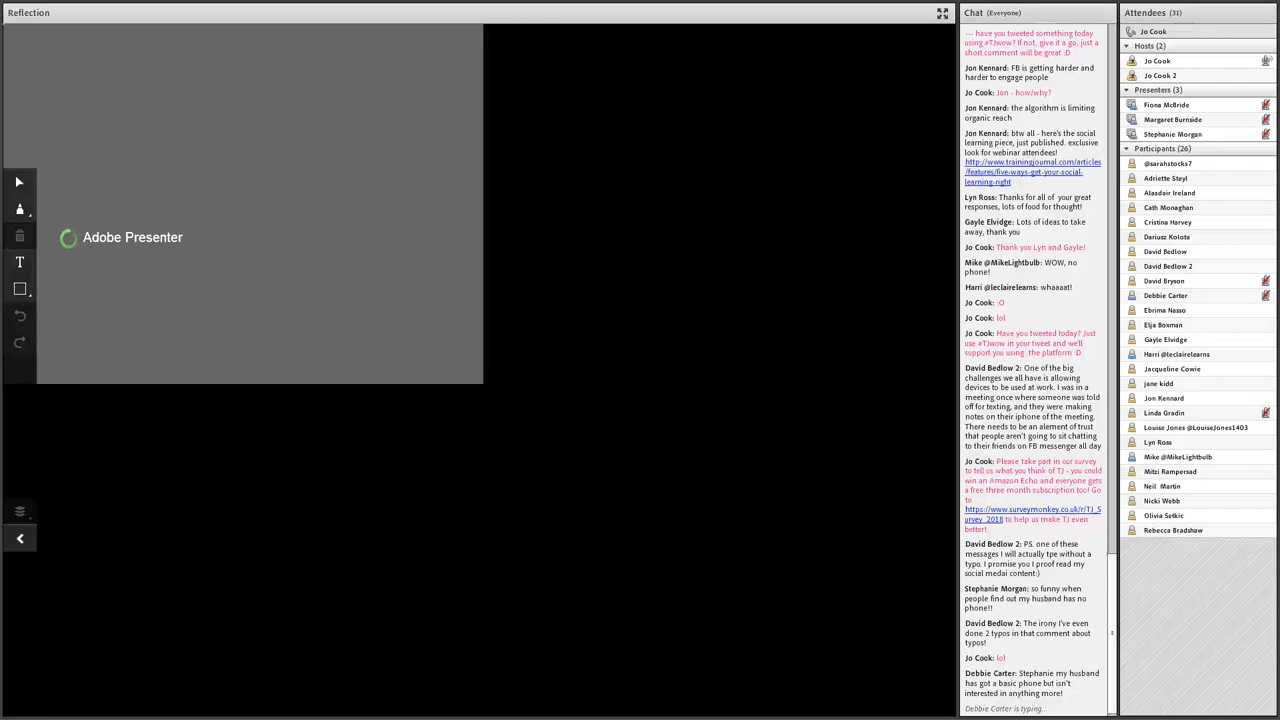 Reflection
Adobe Presenter
T
Chat (Everyone)
--- have you tweeted something today
using #TJwow? If not, give it a go, just a
short comment will be great :D
Jon Kennard: FB is getting harder and
harder to engage people
Jo Cook: Jon - how/why?
Jon Kennard: the algorithm is limiting
organic reach
Jon Kennard: btw all - here's the social
learning piece, just published. exclusive
look for webinar attendees!
http://www.trainingjournal.com/articles
/features/five-ways-get-your-social-
learning-right
Lyn Ross: Thanks for all of your great
responses, lots of food for thought!
Gayle Elvidge: Lots of ideas to take
away, thank you
Jo Cook: Thank you Lyn and Gayle!
Mike @MikeLightbulb: WOW, no
phone!
Harri @leclairelearns: whaaaat!
Jo Cook: :O
Jo Cook: lol
Jo Cook: Have you tweeted today? Just
use #TJwow in your tweet and we'll
support you using the platform :D
David Bedlow 2: One of the big
challenges we all have is allowing
devices to be used at work. I was in a
meeting once where someone was told
off for texting, and they were making
notes on their iphone of the meeting.
There needs to be an alement of trust
that people aren't going to sit chatting
to their friends on FB messenger all day
Jo Cook: Please take part in our survey
to tell us what you think of TJ - you could
win an Amazon Echo and everyone gets
a free three month subscription too! Go
to
https://www.surveymonkey.co.uk/r/TJ_S
urvey_2018 to help us make TJ even
better!
David Bedlow 2: PS. one of these
messages I will actually tpe without a
typo. I promise you I proof read my
social medai content:)
Stephanie Morgan: so funny when
people find out my husband has no
phone!!
David Bedlow 2: The irony I've even
done 2 typos in that comment about
typos!
Jo Cook: lol
Debbie Carter: Stephanie my husband
has got a basic phone but isn't
interested in anything more!
Debbie Carter is typing...
Attendees (31)
Jo Cook
Hosts (2)
Jo Cook
Jo Cook 2
Presenters (3)
Fiona McBride
Margaret Burnside
Stephanie Morgan
Participants (26)
@sarahstocks7
Adriette Steyl
Alasdair Ireland
Cath Monaghan
Cristina Harvey
Dariusz Kolota
David Bedlow
David Bedlow 2
David Bryson
Debbie Carter
Ebrima Nasso
Elja Boxman
Gayle Elvidge
Harri @leclairelearns
Jacqueline Cowie
jane kidd
Jon Kennard
Linda Gradin
Louise Jones @LouiseJones1403
Lyn Ross
Mike @MikeLightbulb
Mitzi Rampersad
Neil Martin
Nicki Webb
Olivia Setkic
Rebecca Bradshaw